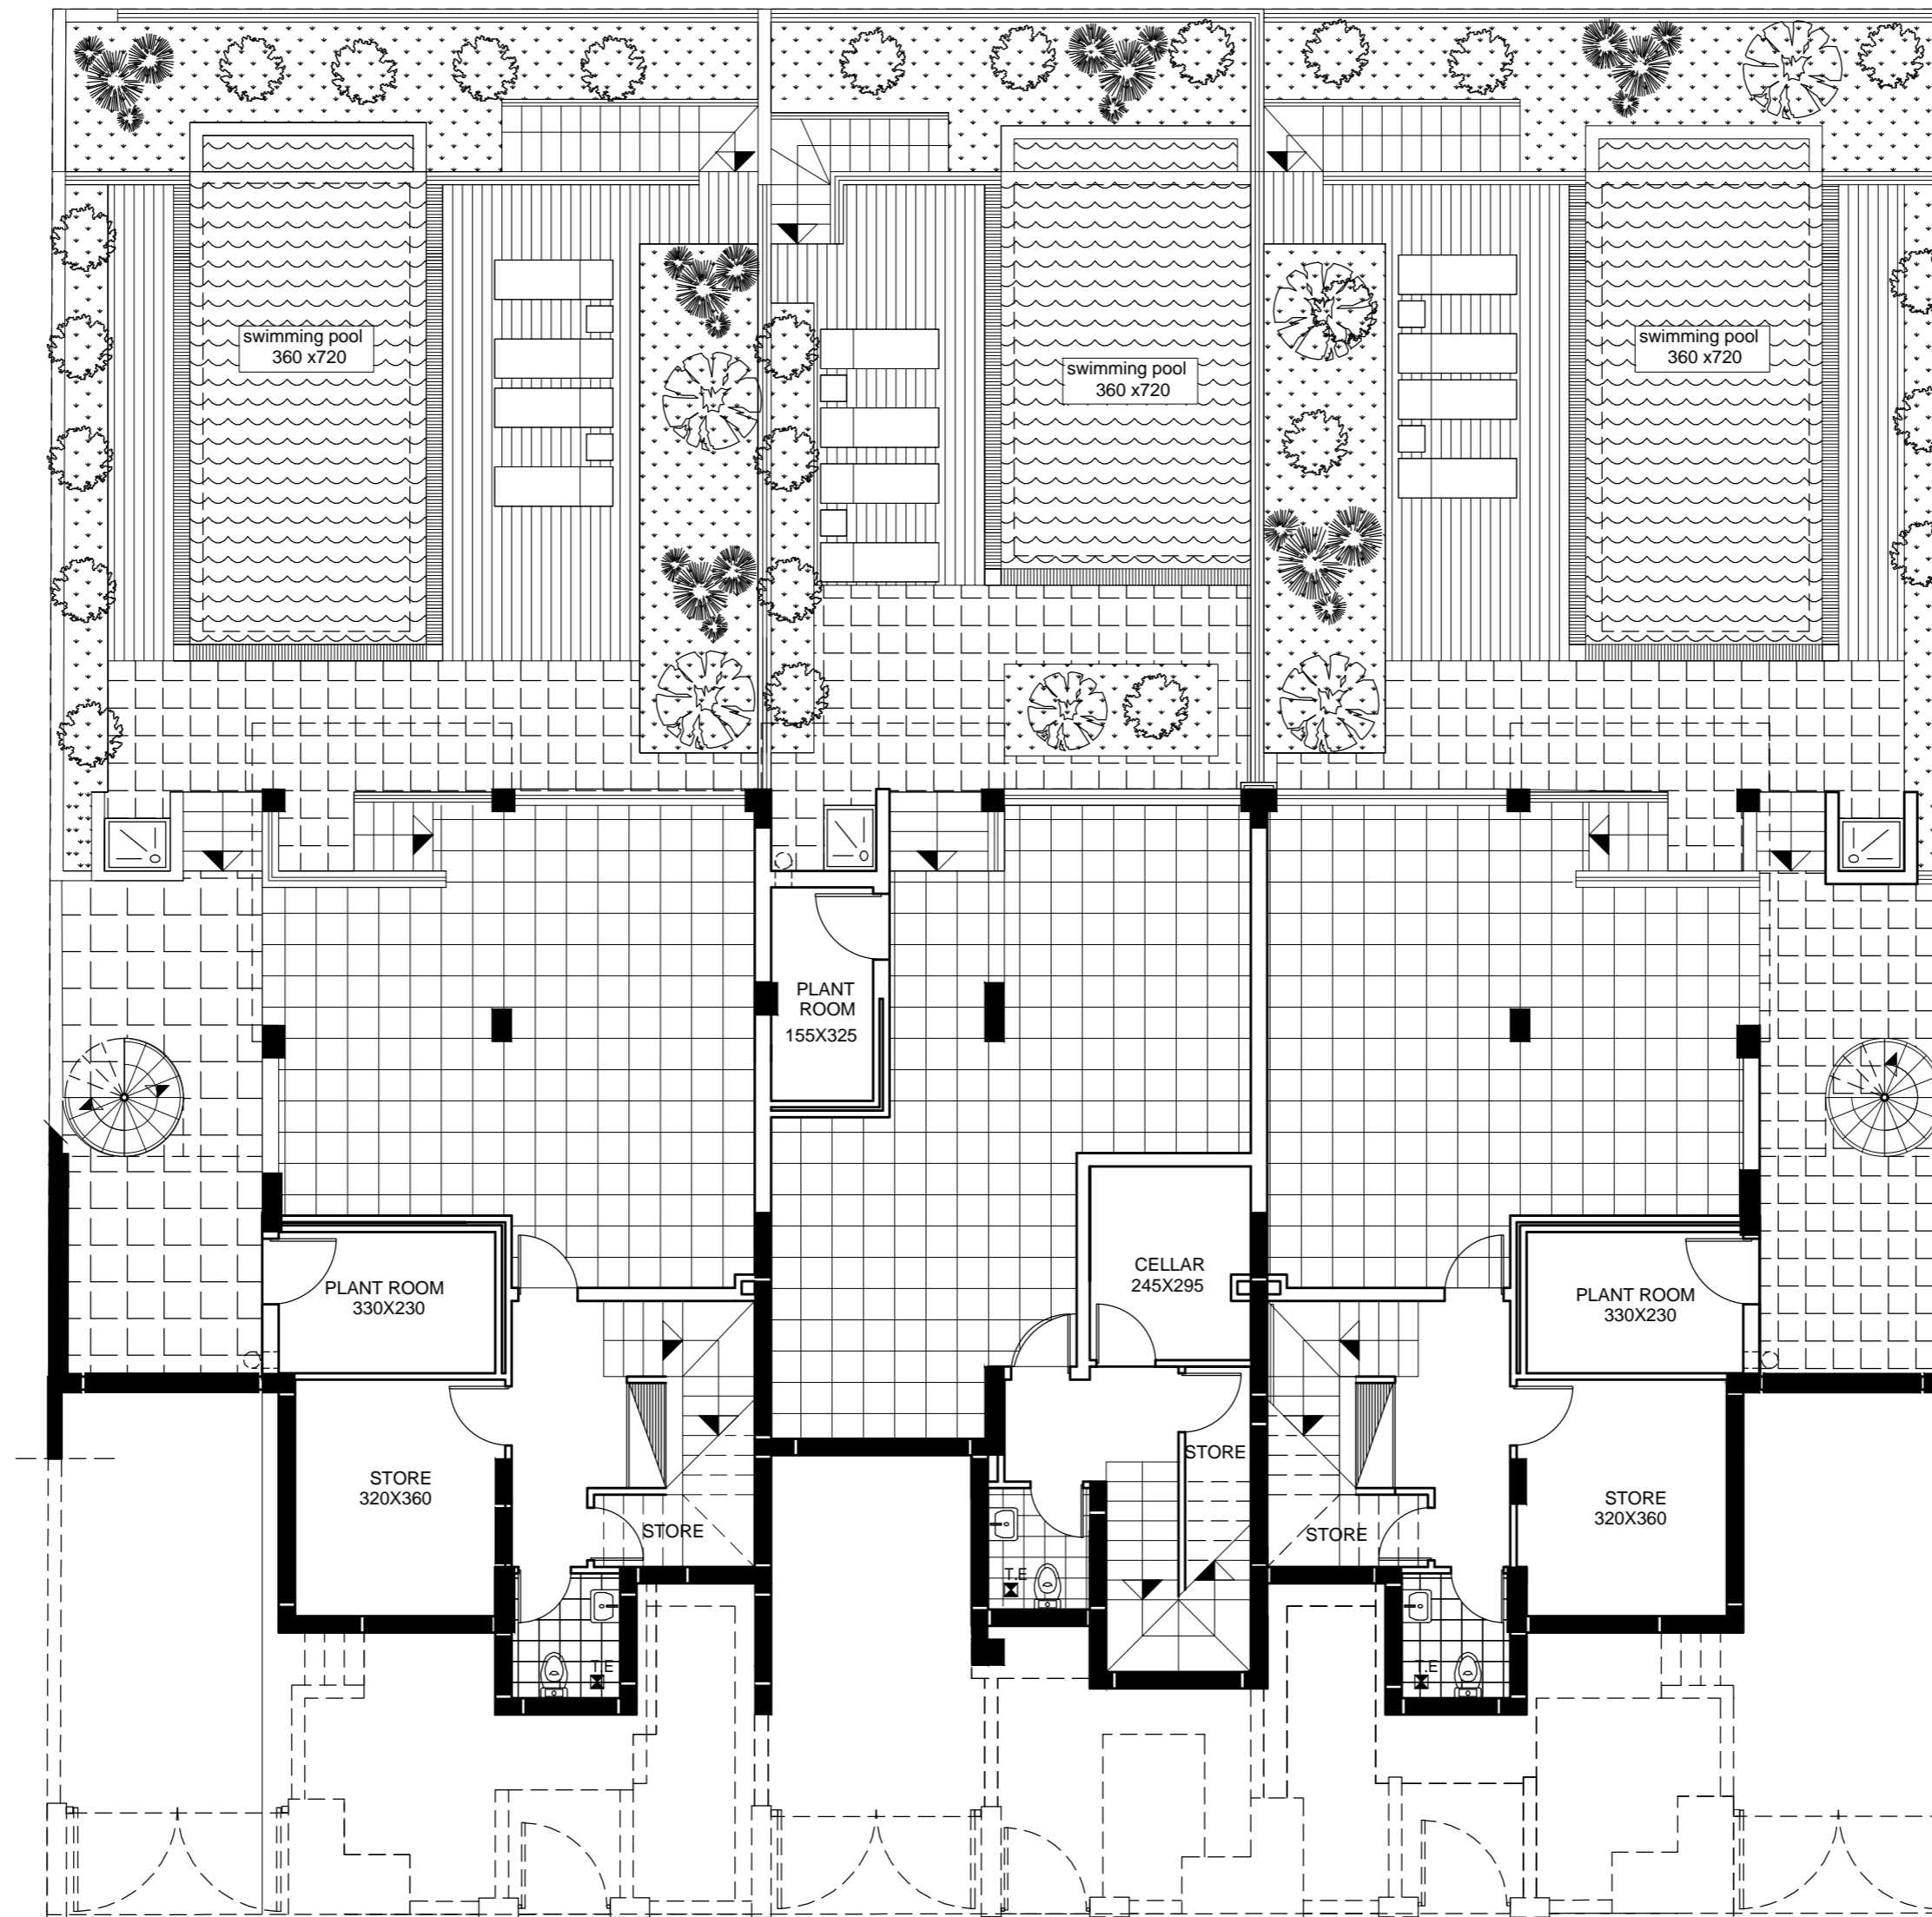 swimming pool
360 x720
swimming pool
360 x720
swimming pool
360 x720
PLANT
ROOM
155X325
PLANT ROOM
330X230
CELLAR
245X295
PLANT ROOM
330X230
STORE
320X360
STORE
STORE
STORE
STORE
320X360
T.E
T.E
T.E